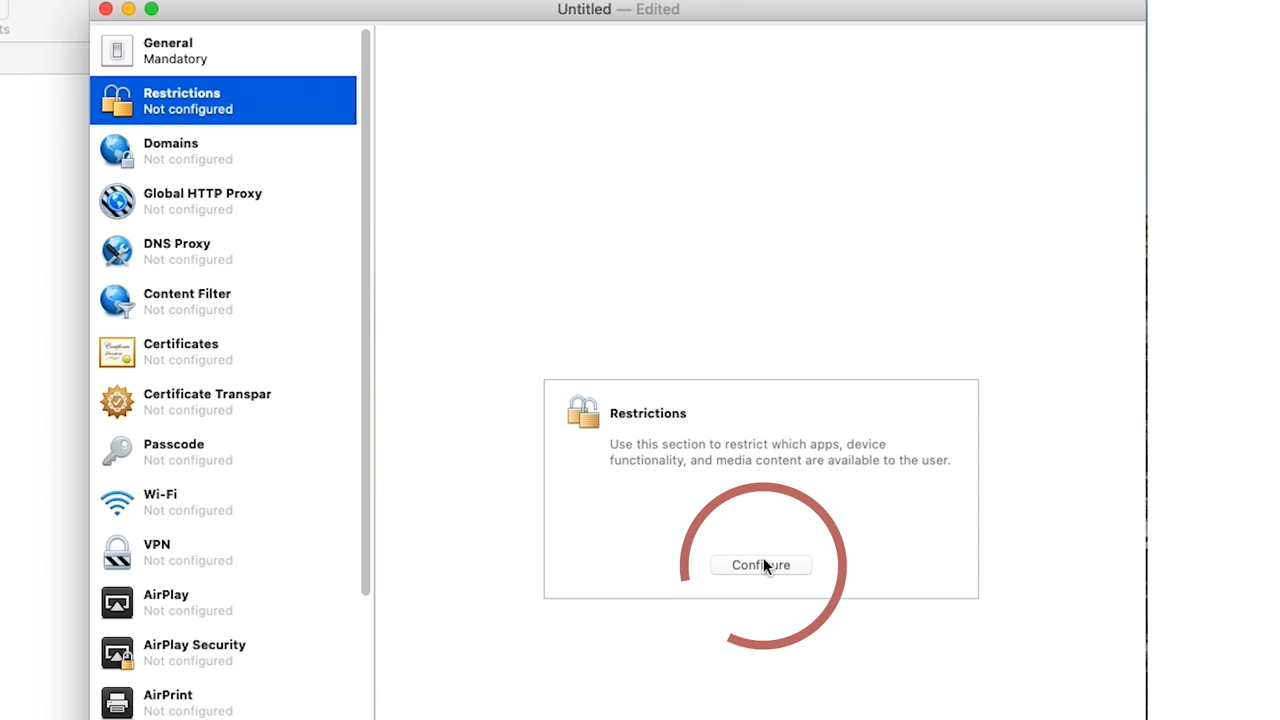 Untitled — Edited
ts
General
Mandatory
Restrictions
Not configured
Domains
Not configured
Global HTTP Proxy
Not configured
DNS Proxy
Not configured
Content Filter
Not configured
Certificates
Not configured
Certificate Transpar
Not configured
Passcode
Not configured
Wi-Fi
Not configured
VPN
Not configured
AirPlay
Not configured
AirPlay Security
Not configured
AirPrint
Not configured
Restrictions
Use this section to restrict which apps, device
functionality, and media content are available to the user.
Configure